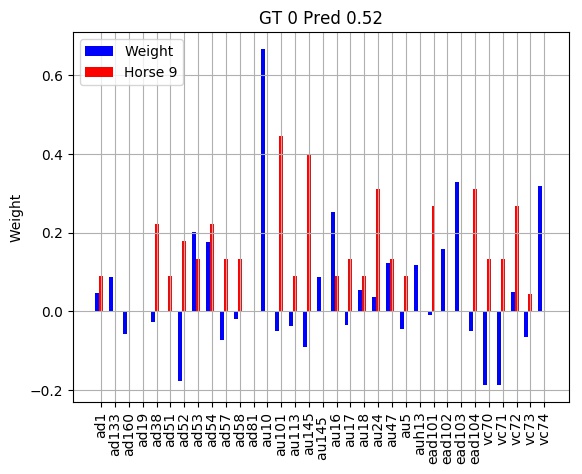 GT 0 Pred 0.52
Weight
Horse 9
Weight
0.6
0.4
0.2
0.0
−0.2
ad1
ad133
ad160
ad19
ad38
ad51
ad52
ad53
ad54
ad57
ad58
ad81
au10
au101
au113
au145
au145
au16
au17
au18
au24
au47
au5
auh13
ead101
ead102
ead103
ead104
vc70
vc71
vc72
vc73
vc74